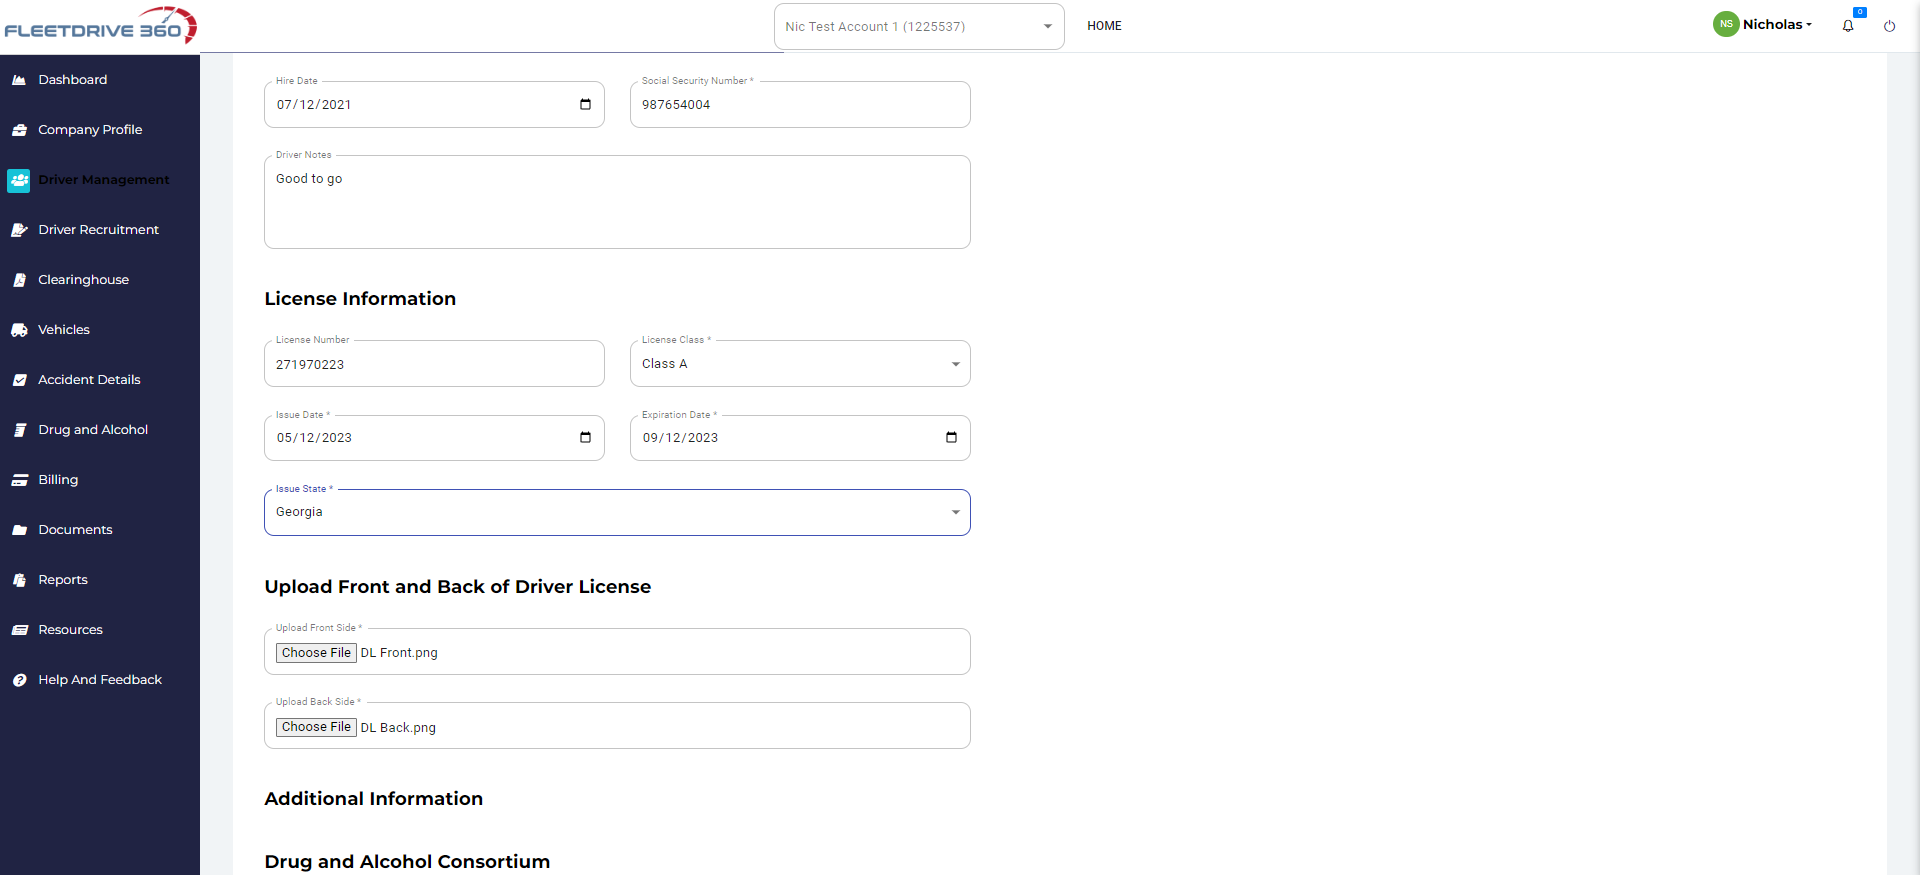 FLEETDRIVE 360
Nic Test Account 1 (1225537)
HOME
NS
Nicholas
0
Dashboard
Company Profile
Driver Management
Driver Recruitment
Clearinghouse
Vehicles
Accident Details
Drug and Alcohol
Billing
Documents
Reports
Resources
Help And Feedback
Hire Date
07/12/2021
Social Security Number *
987654004
Driver Notes
Good to go
License Information
License Number
271970223
License Class *
Class A
Issue Date *
05/12/2023
Expiration Date *
09/12/2023
Issue State *
Georgia
Upload Front and Back of Driver License
Upload Front Side *
Choose File DL Front.png
Upload Back Side *
Choose File DL Back.png
Additional Information
Drug and Alcohol Consortium